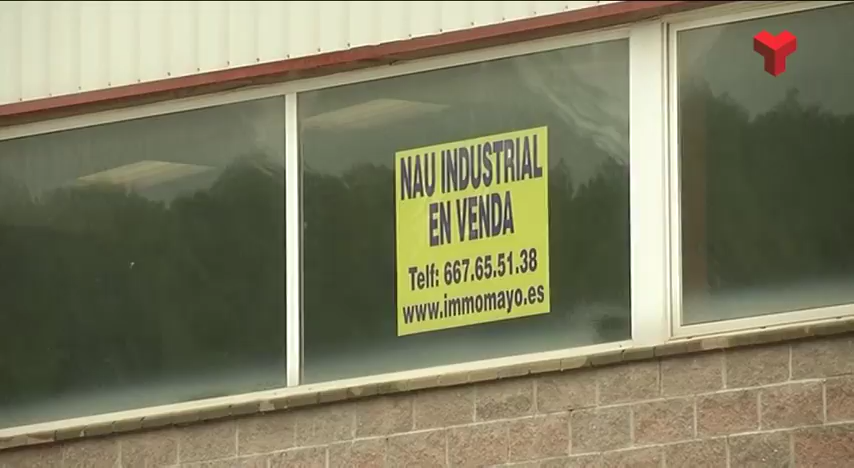 NAU INDUSTRIAL
EN VENDA
Telf: 667.65.51.38
www.immomayo.es